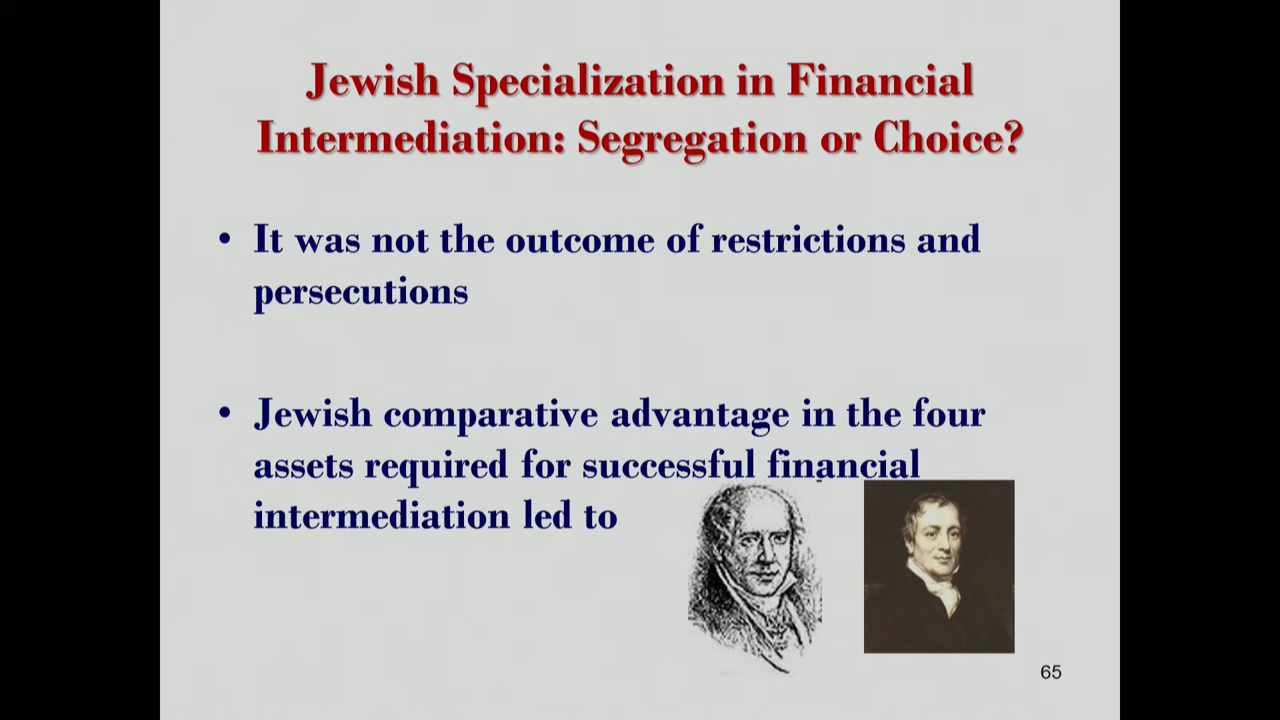 Jewish Specialization in Financial
Intermediation: Segregation or Choice?
• It was not the outcome of restrictions and
persecutions
• Jewish comparative advantage in the four
assets required for successful financial
intermediation led to
65